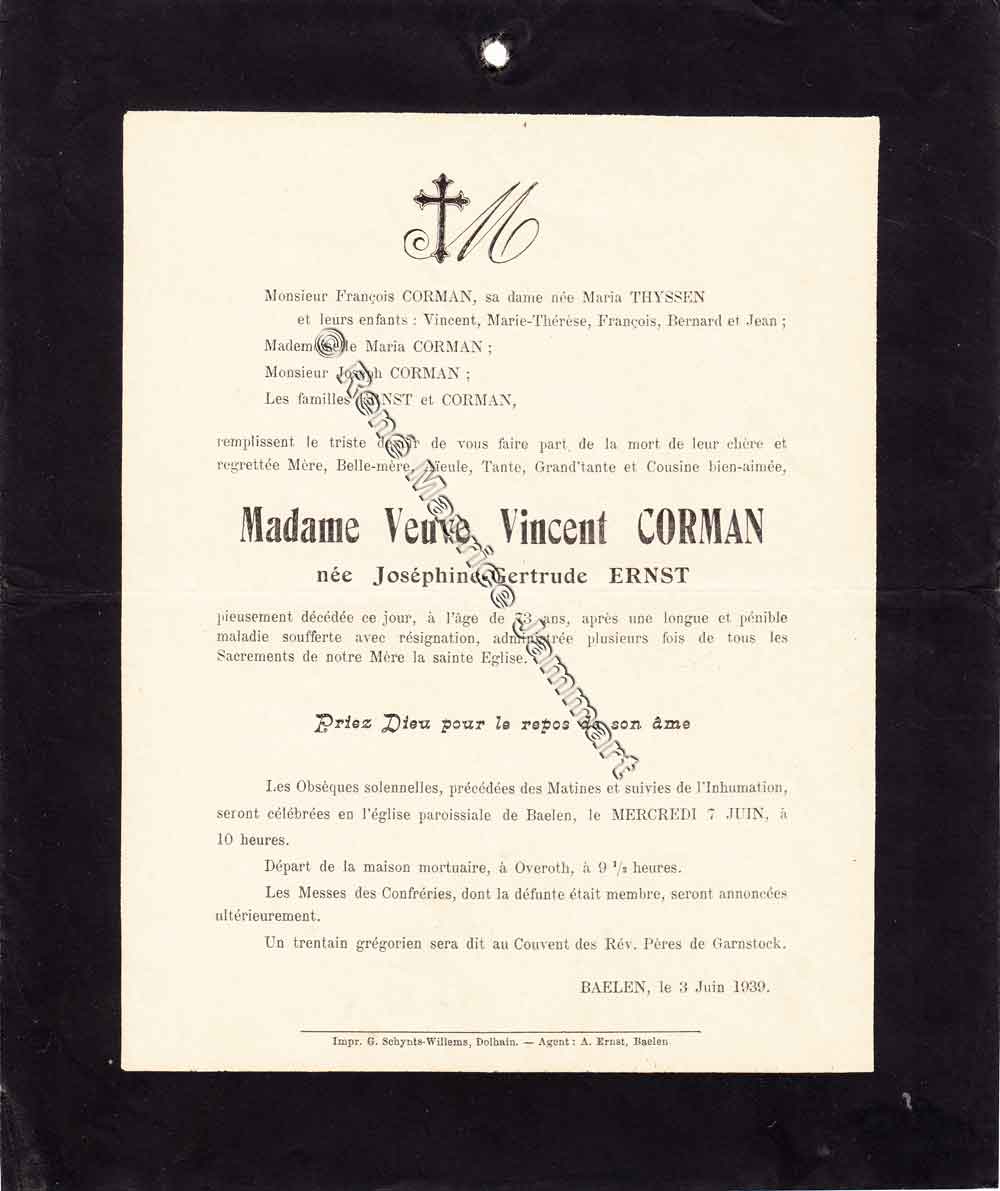 M
Monsieur François CORMAN, sa dame née Maria THYSSEN
et leurs enfants : Vincent, Marie-Thérèse, François, Bernard et Jean ;
Mademoiselle Maria CORMAN ;
Monsieur Joseph CORMAN ;
Les familles ERNST et CORMAN,
remplissent le triste devoir de vous faire part de la mort de leur chère et
regrettée Mère, Belle-mère, Aïeule, Tante, Grand'tante et Cousine bien-aimée,
Madame Veuve Vincent CORMAN
née Joséphine-Gertrude ERNST
pieusement décédée ce jour, à l'âge de 73 ans, après une longue et pénible
maladie soufferte avec résignation, administrée plusieurs fois de tous les
Sacrements de notre Mère la sainte Eglise.
Priez Dieu pour le repos de son âme
Les Obsèques solennelles, précédées des Matines et suivies de l'Inhumation,
seront célébrées en l'église paroissiale de Baelen, le MERCREDI 7 JUIN, à
10 heures.
Départ de la maison mortuaire, à Overoth, à 9 1/2 heures.
Les Messes des Confréries, dont la défunte était membre, seront annoncées
ultérieurement.
Un trentain grégorien sera dit au Couvent des Rév. Pères de Garnstock.
BAELEN, le 3 Juin 1939.
Impr. G. Schynts-Willems, Dolhain. — Agent : A. Ernst, Baelen
© René Maurice Jammart